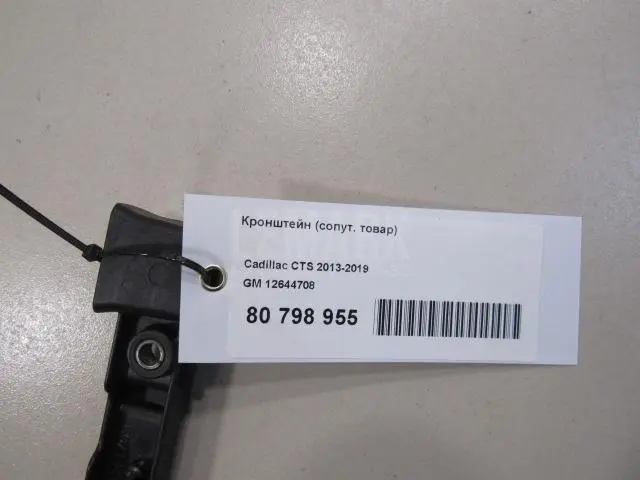 Кронштейн (сопут. товар)
Cadillac CTS 2013-2019
GM 12644708
80 798 955